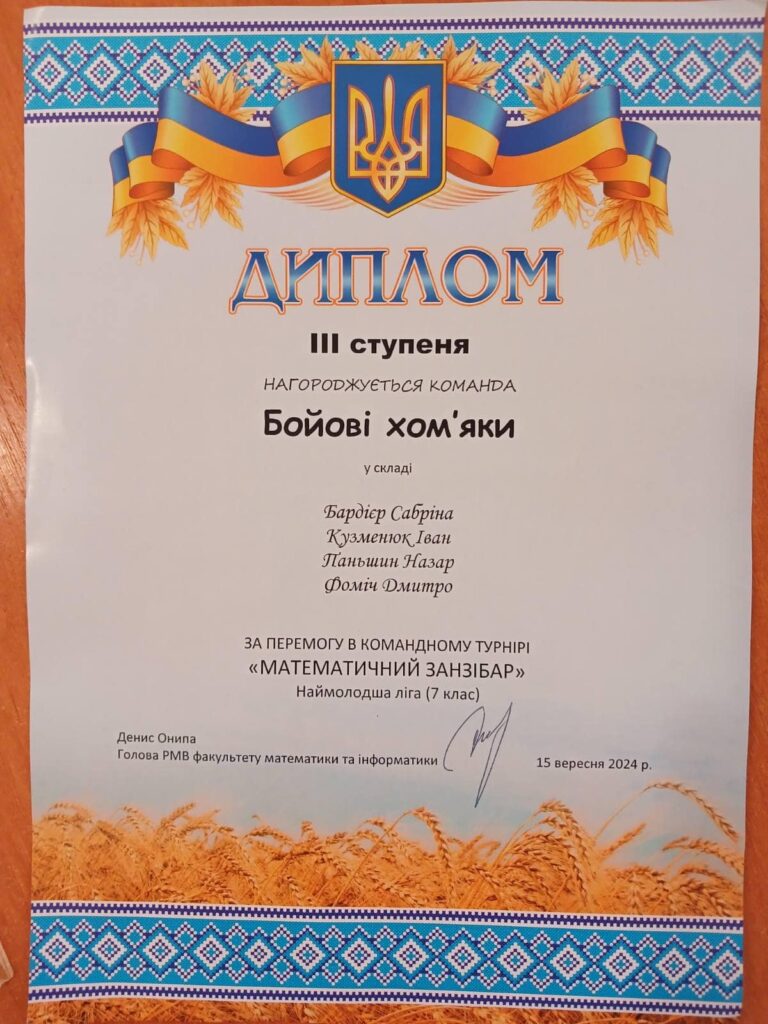 ДИПЛОМ
III ступеня
НАГОРОДЖУЄТЬСЯ КОМАНДА
Бойові хом'яки
у складі
Бардієр Сабріна
Кузменюк Іван
Паньшин Назар
Фоміч Дмитро
ЗА ПЕРЕМОГУ В КОМАНДНОМУ ТУРНІРІ
«МАТЕМАТИЧНИЙ ЗАНЗІБАР»
Наймолодша ліга (7 клас)
Денис Онипа
Голова РМВ факультету математики та інформатики
15 вересня 2024 р.